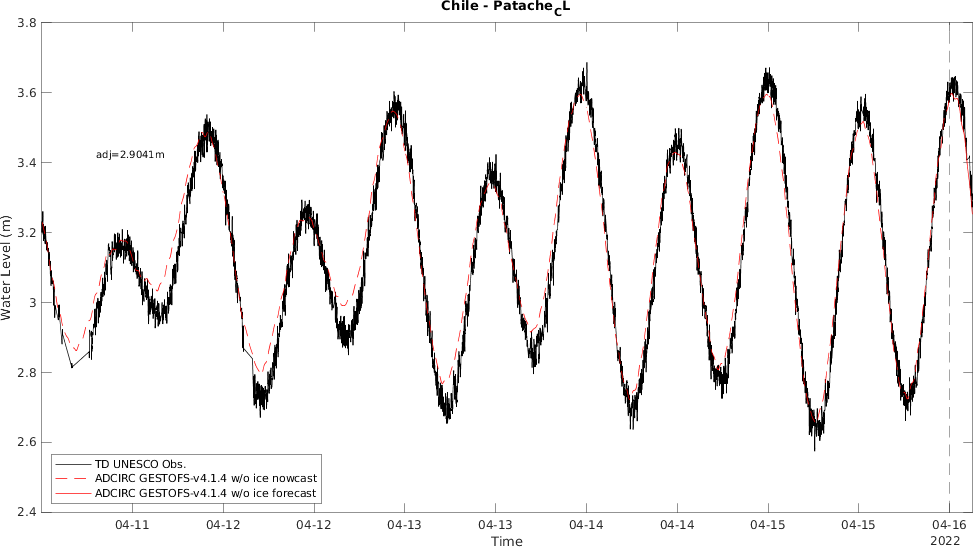 Chile - Patache_CL
3.8
3.6
3.4
3.2
3
2.8
2.6
2.4
Water Level (m)
adj=2.9041m
TD UNESCO Obs.
ADCIRC GESTOFS-v4.1.4 w/o ice nowcast
ADCIRC GESTOFS-v4.1.4 w/o ice forecast
04-11 04-12 04-12 04-13 04-13 04-14 04-14 04-15 04-15 04-16
Time 2022